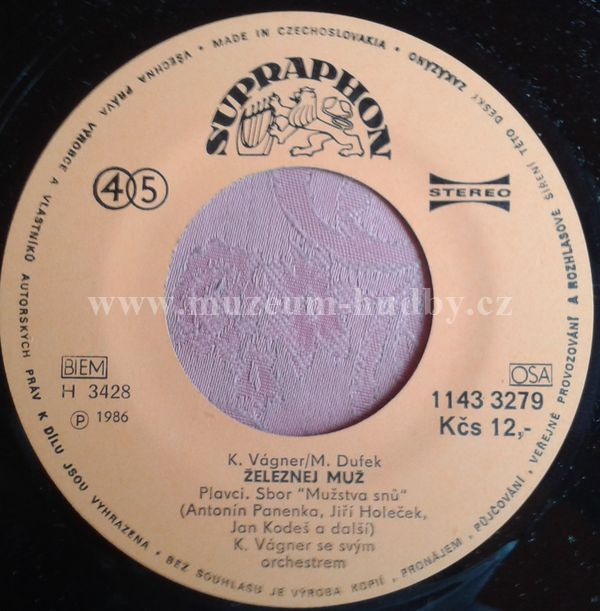 VŠECHNA PRÁVA VÝROBCE A VLASTNÍKŮ AUTORSKÝCH PRÁV K DÍLU JSOU VYHRAZENA • BEZ SOUHLASU JE VÝROBA KOPIÍ, PRONÁJEM, PŮJČOVÁNÍ, VEŘEJNÉ PROVOZOVÁNÍ A ROZHLASOVÉ ŠÍŘENÍ TÉTO DESKY ZAKÁZÁNO • MADE IN CZECHOSLOVAKIA •
SUPRAPHON
45
STEREO
www.muzeum-hudby.cz
BIEM
OSA
H 3428
1143 3279
℗ 1986
Kčs 12,-
K. Vágner/M. Dufek
ŽELEZNEJ MUŽ
Plavci. Sbor "Mužstva snů"
(Antonín Panenka, Jiří Holeček,
Jan Kodeš a další)
K. Vágner se svým
orchestrem